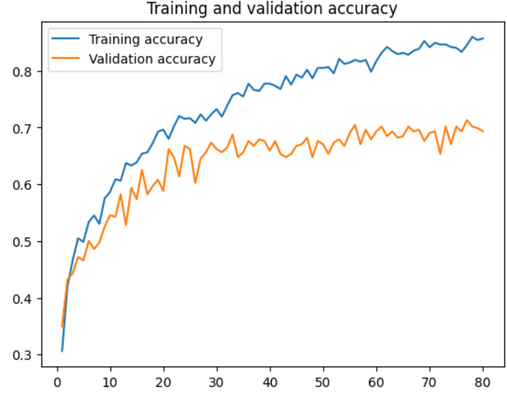 Training and validation accuracy
Training accuracy
Validation accuracy
0.8
0.7
0.6
0.5
0.4
0.3
0 10 20 30 40 50 60 70 80